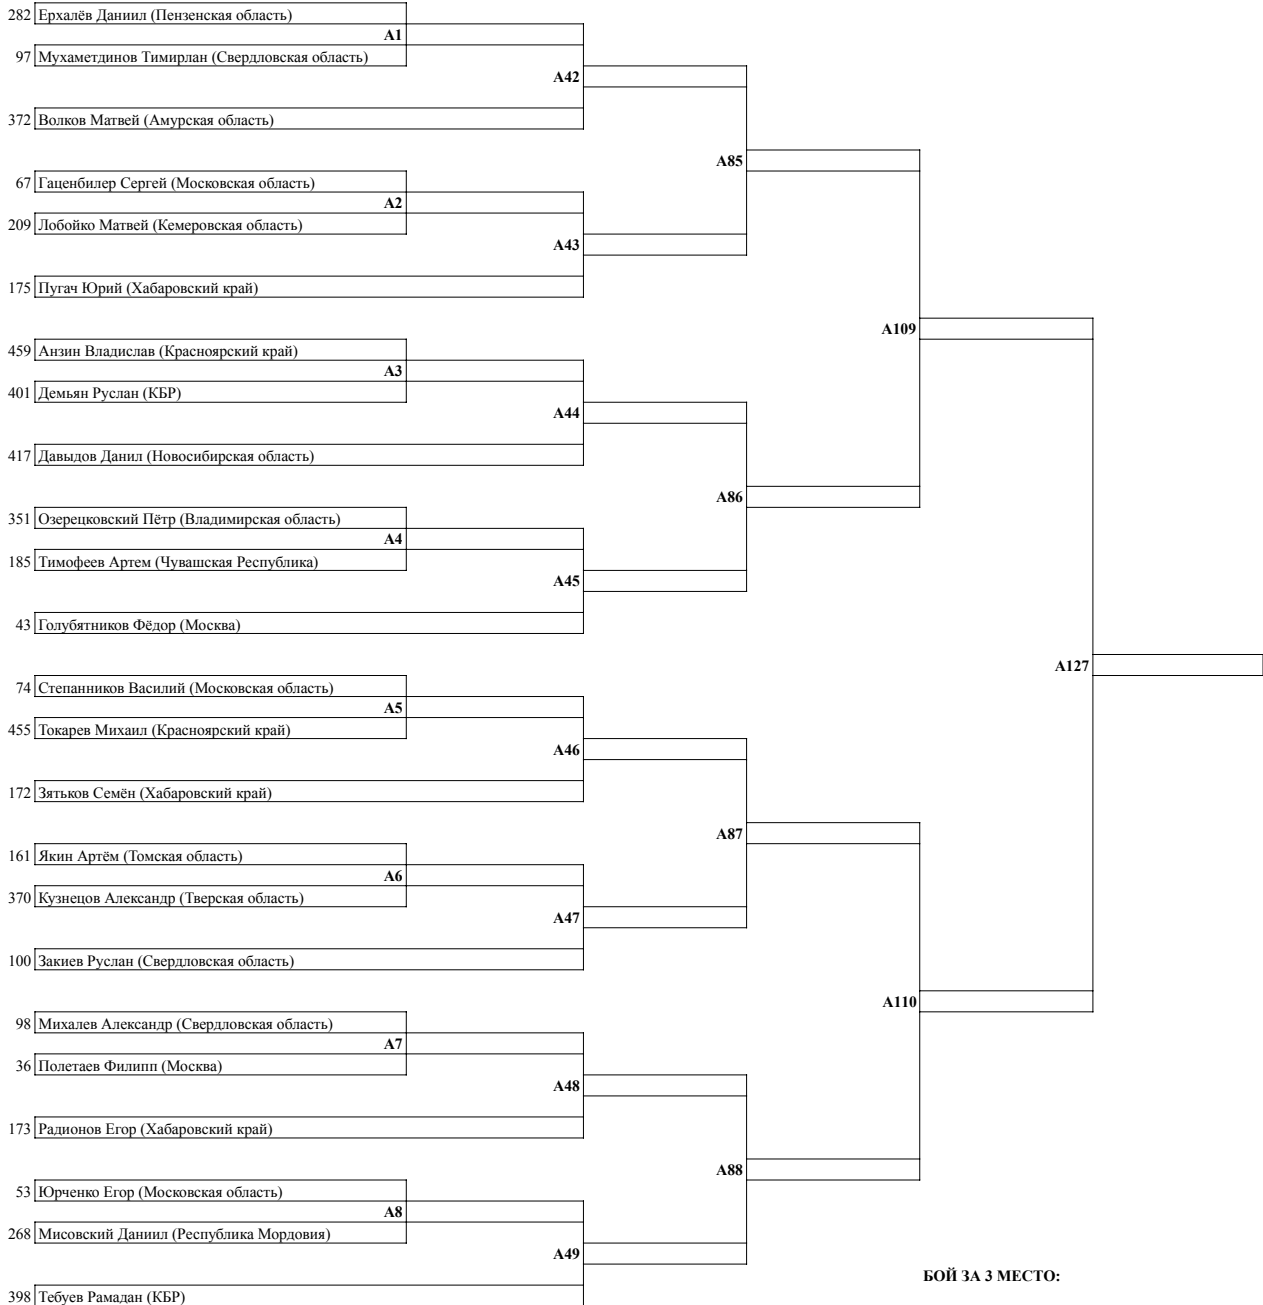 282 Ерхалёв Даниил (Пензенская область)
A1
97 Мухаметдинов Тимирлан (Свердловская область)
A42
372 Волков Матвей (Амурская область)
A85
67 Гаценбилер Сергей (Московская область)
A2
209 Лобойко Матвей (Кемеровская область)
A43
175 Пугач Юрий (Хабаровский край)
A109
459 Анзин Владислав (Красноярский край)
A3
401 Демьян Руслан (КБР)
A44
417 Давыдов Данил (Новосибирская область)
A86
351 Озерецковский Пётр (Владимирская область)
A4
185 Тимофеев Артем (Чувашская Республика)
A45
43 Голубятников Фёдор (Москва)
A127
74 Степанников Василий (Московская область)
A5
455 Токарев Михаил (Красноярский край)
A46
172 Зятьков Семён (Хабаровский край)
A87
161 Якин Артём (Томская область)
A6
370 Кузнецов Александр (Тверская область)
A47
100 Закиев Руслан (Свердловская область)
A110
98 Михалев Александр (Свердловская область)
A7
36 Полетаев Филипп (Москва)
A48
173 Радионов Егор (Хабаровский край)
A88
53 Юрченко Егор (Московская область)
A8
268 Мисовский Даниил (Республика Мордовия)
A49
БОЙ ЗА 3 МЕСТО:
398 Тебуев Рамадан (КБР)